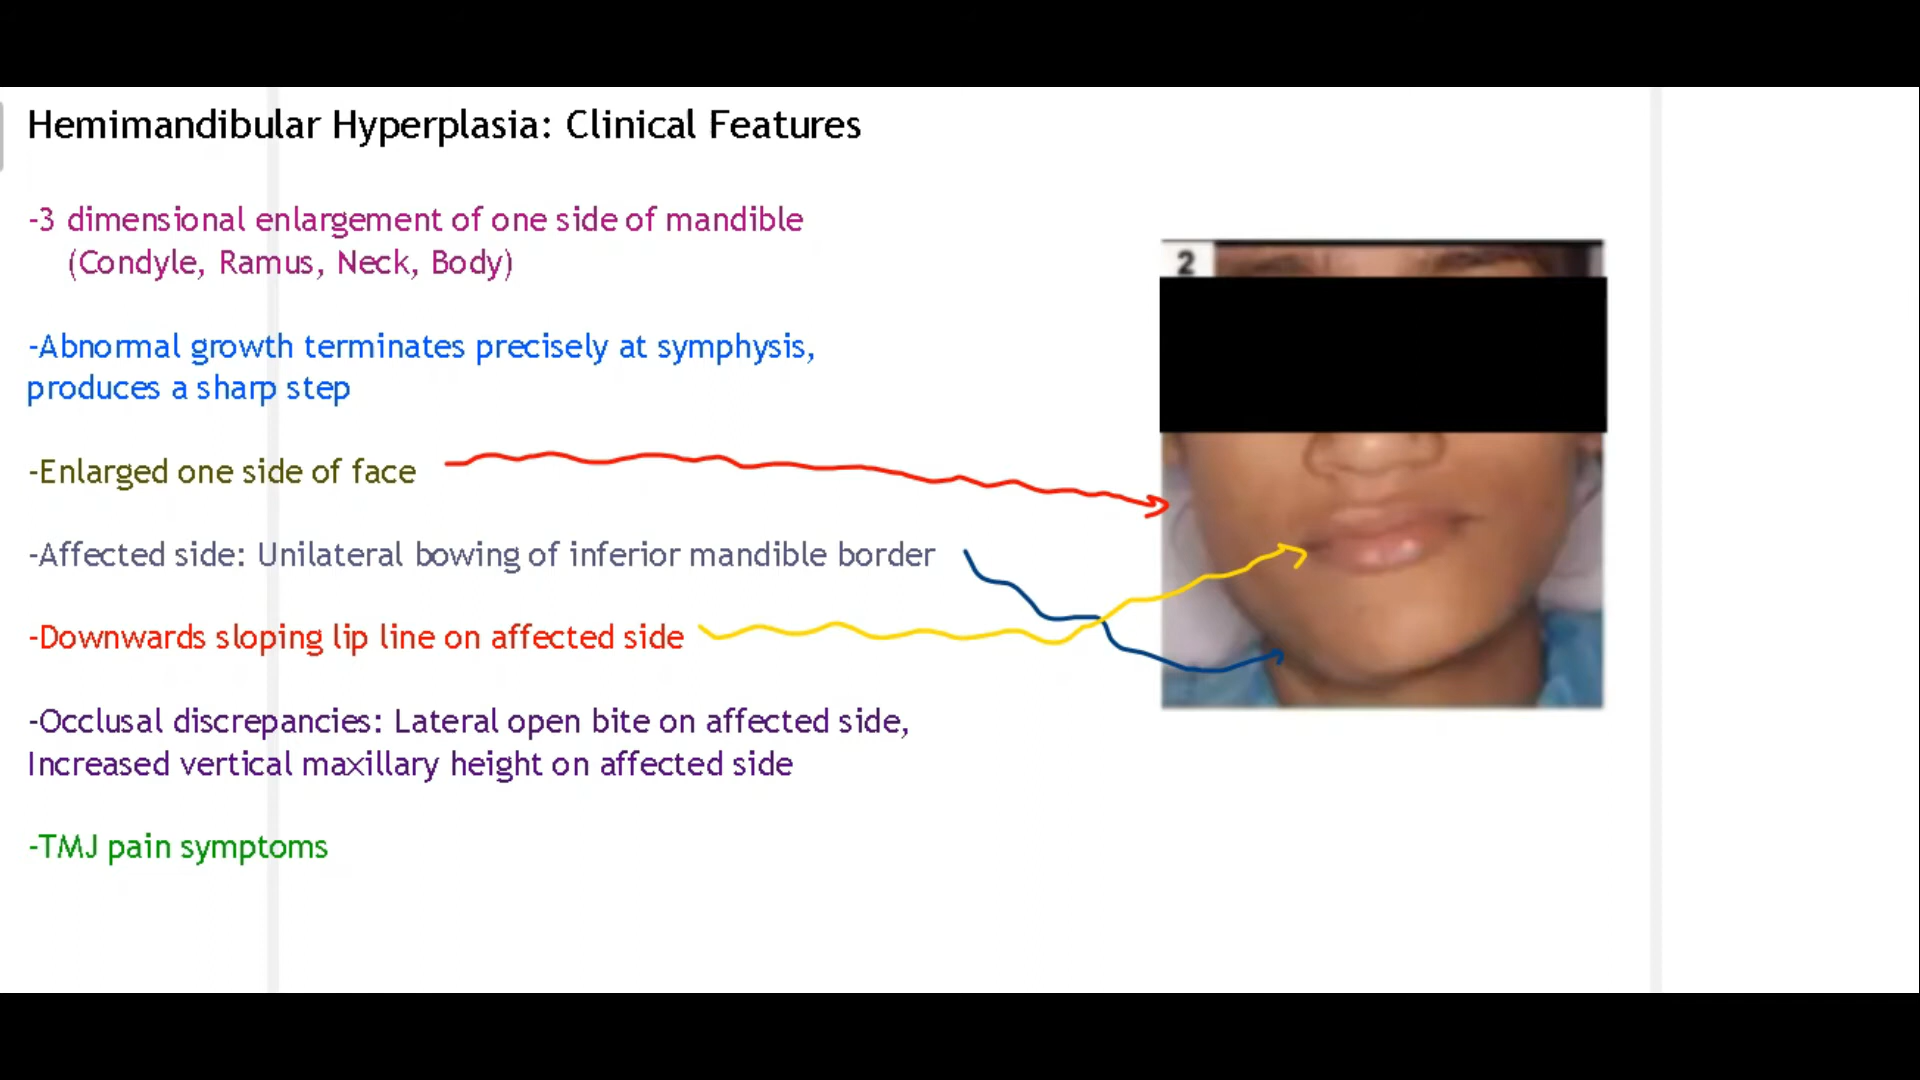 Hemimandibular Hyperplasia: Clinical Features
-3 dimensional enlargement of one side of mandible
(Condyle, Ramus, Neck, Body)
-Abnormal growth terminates precisely at symphysis,
produces a sharp step
-Enlarged one side of face
-Affected side: Unilateral bowing of inferior mandible border
-Downwards sloping lip line on affected side
-Occlusal discrepancies: Lateral open bite on affected side,
Increased vertical maxillary height on affected side
-TMJ pain symptoms
2